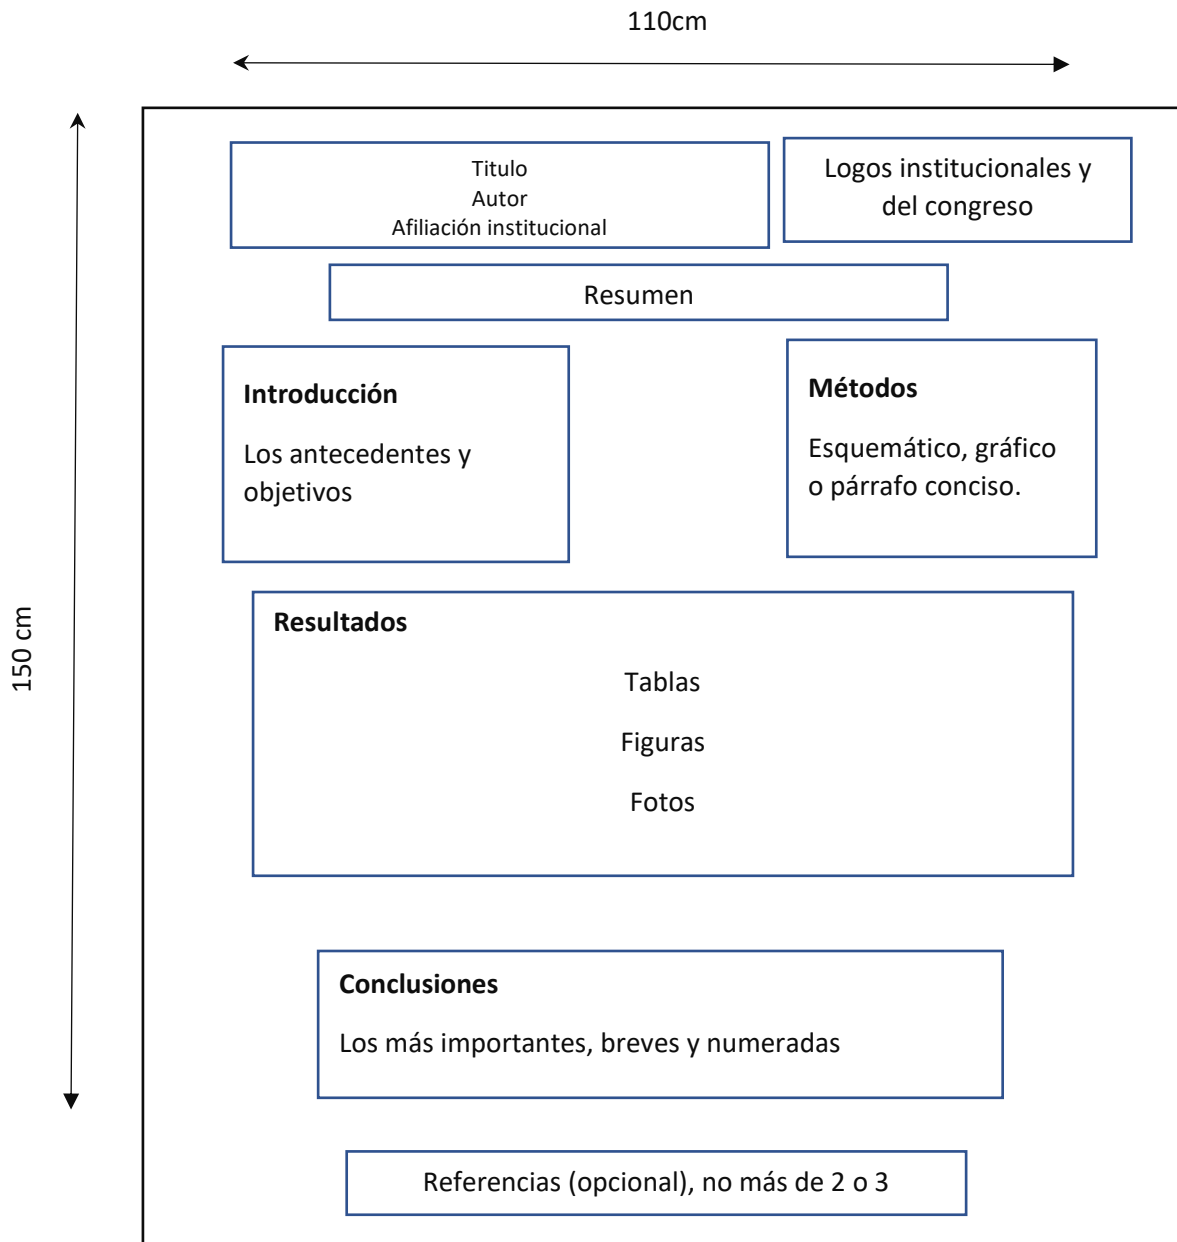 110cm
150 cm
Titulo
Autor
Afiliación institucional
Logos institucionales y
del congreso
Resumen
Introducción
Los antecedentes y
objetivos
Métodos
Esquemático, gráfico
o párrafo conciso.
Resultados
Tablas
Figuras
Fotos
Conclusiones
Los más importantes, breves y numeradas
Referencias (opcional), no más de 2 o 3